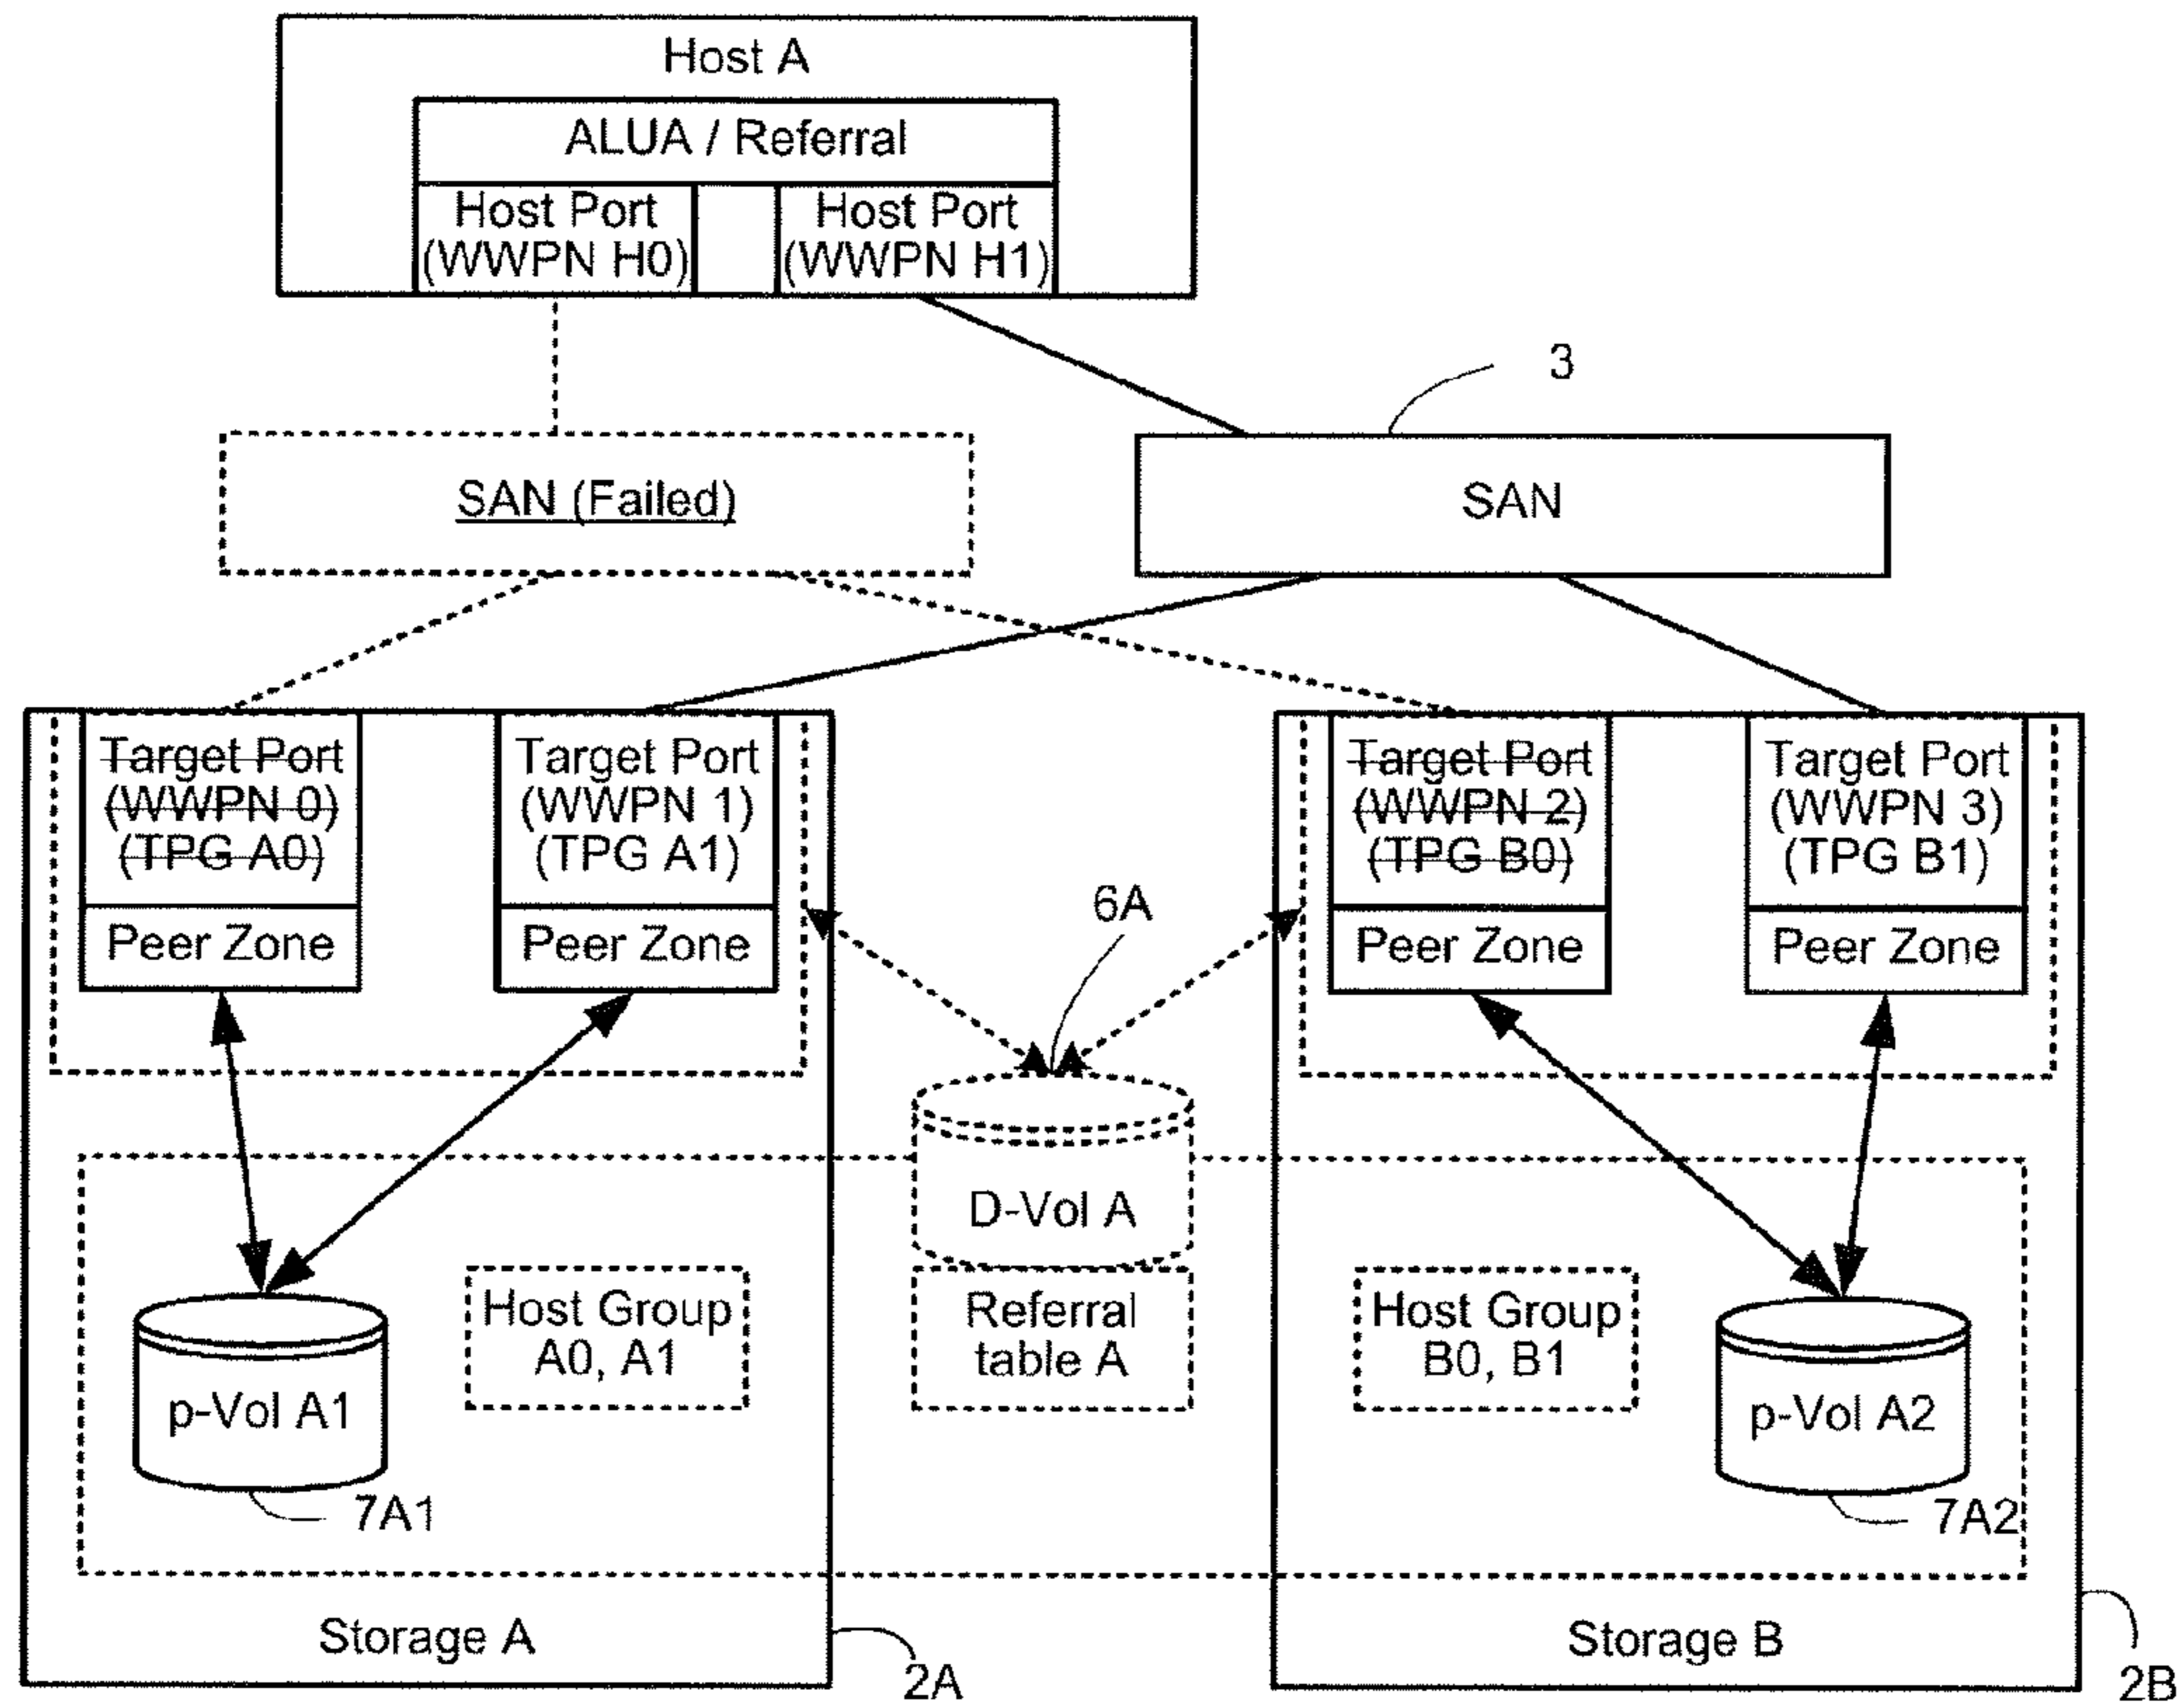 Host A
ALUA / Referral
Host Port
(WWPN H0)
Host Port
(WWPN H1)
3
SAN (Failed)
SAN
Target Port
(WWPN 0)
(TPG A0)
Peer Zone
Target Port
(WWPN 1)
(TPG A1)
Peer Zone
6A
Target Port
(WWPN 2)
(TPG B0)
Peer Zone
Target Port
(WWPN 3)
(TPG B1)
Peer Zone
D-Vol A
Referral
table A
p-Vol A1
7A1
Host Group
A0, A1
Host Group
B0, B1
p-Vol A2
7A2
Storage A
2A
Storage B
2B